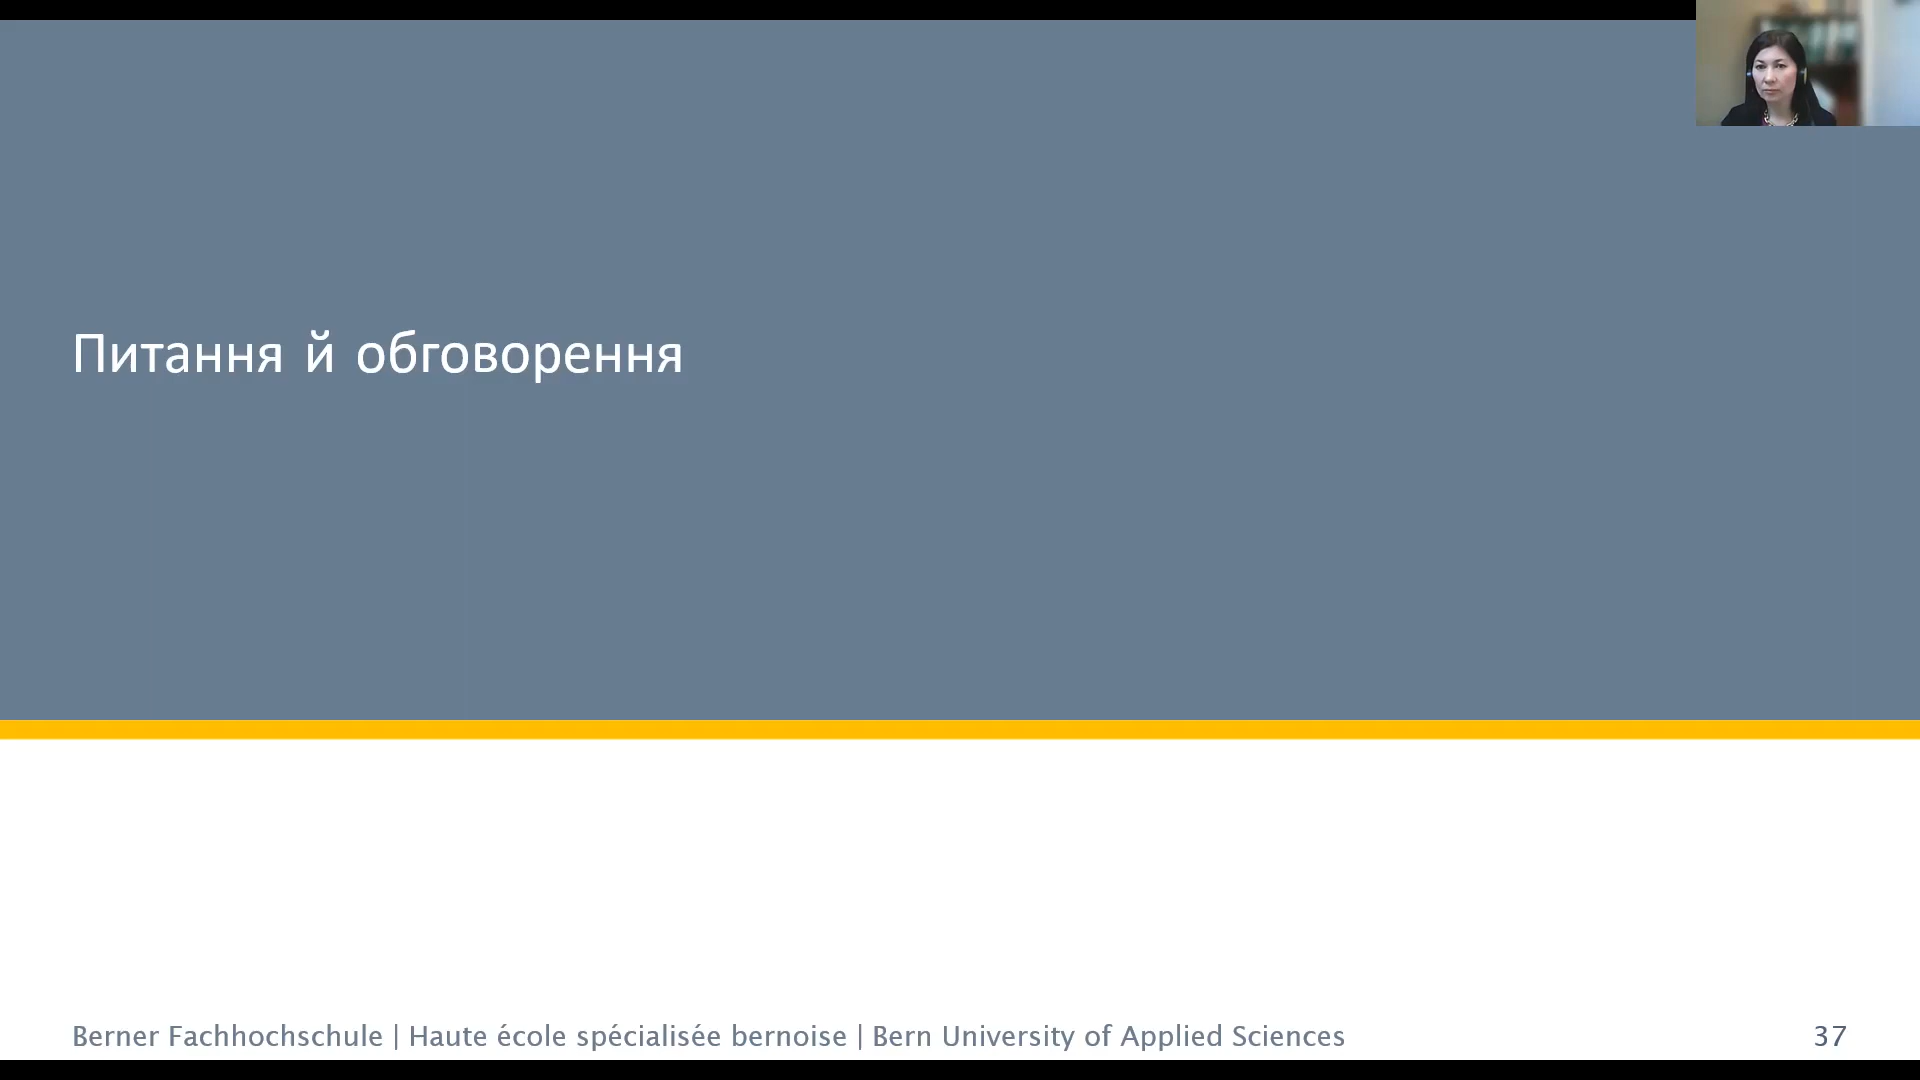 Питання й обговорення
Berner Fachhochschule | Haute école spécialisée bernoise | Bern University of Applied Sciences
37